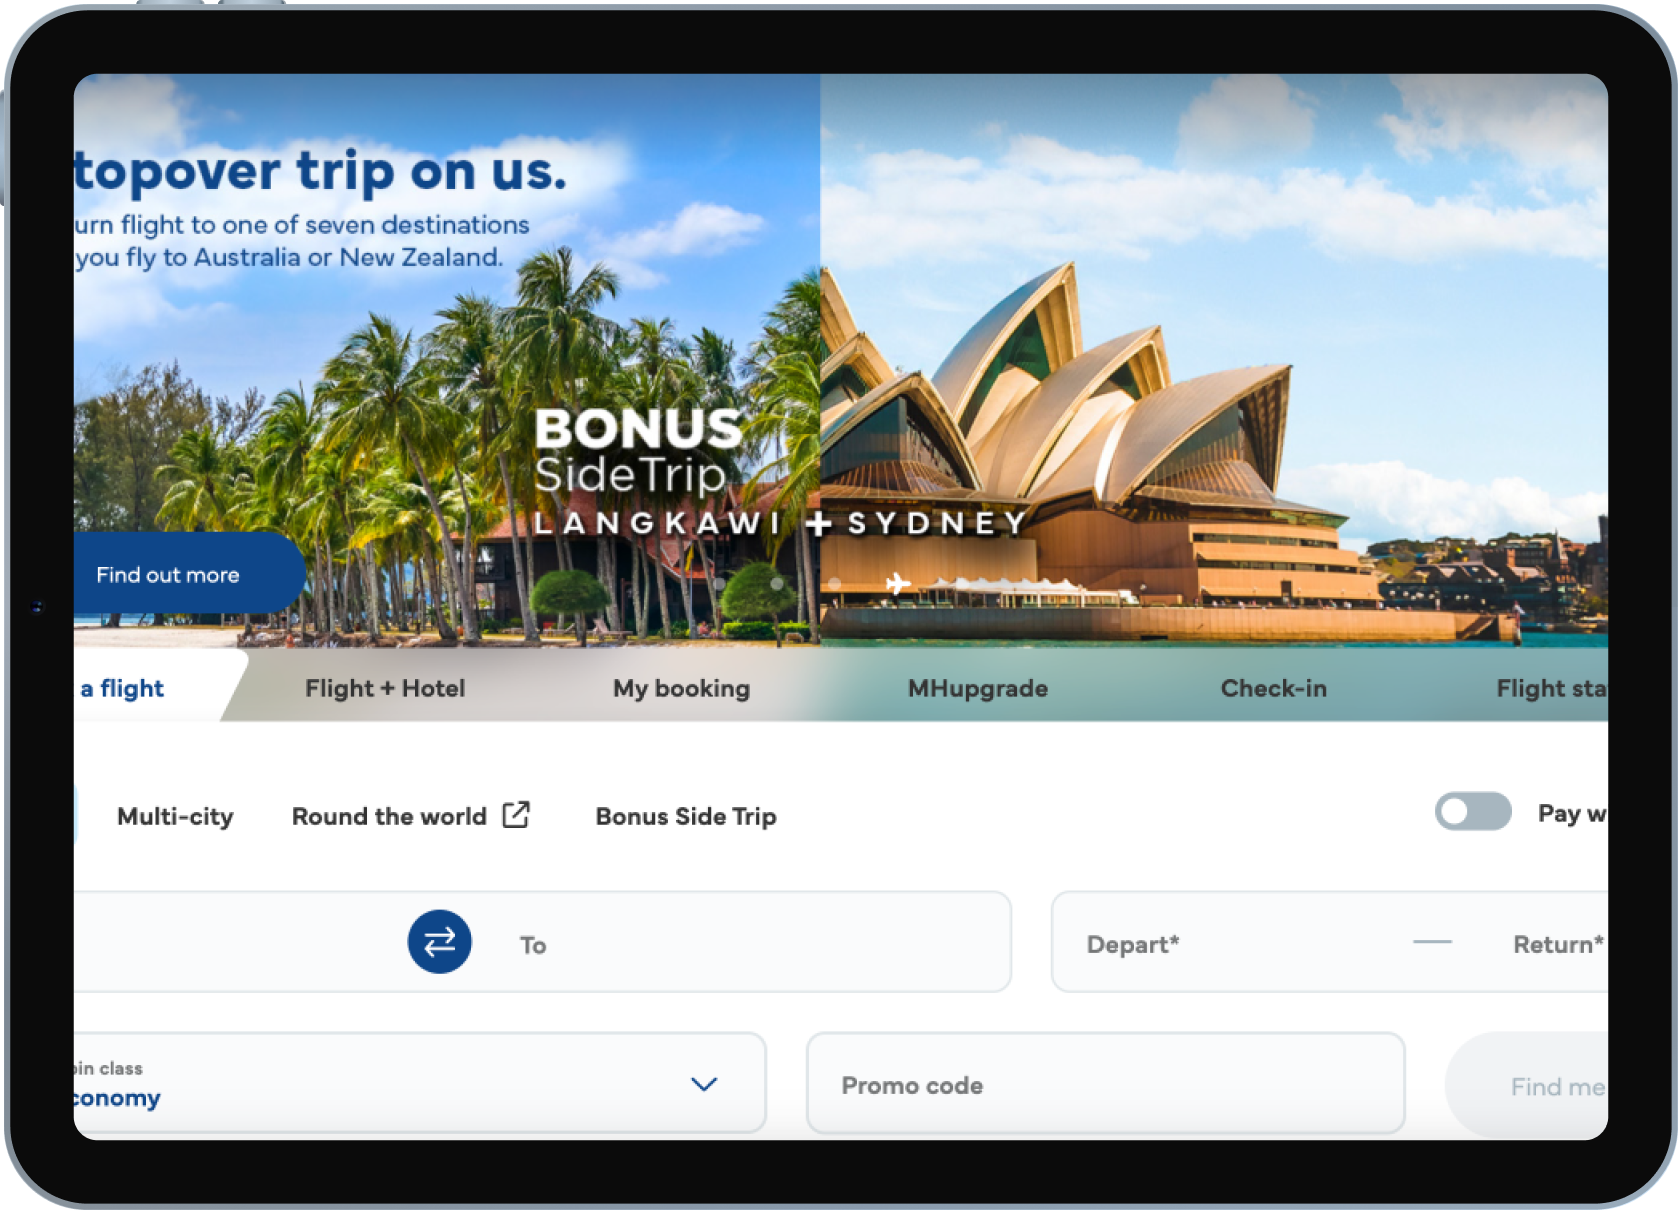 topover trip on us.
urn flight to one of seven destinations
you fly to Australia or New Zealand.
BONUS
SideTrip
LANGKAWI + SYDNEY
Find out more
a flight
Flight + Hotel
My booking
MHupgrade
Check-in
Flight sta
Multi-city
Round the world
Bonus Side Trip
Pay w
To
Depart*
Return*
bin class
conomy
Promo code
Find me